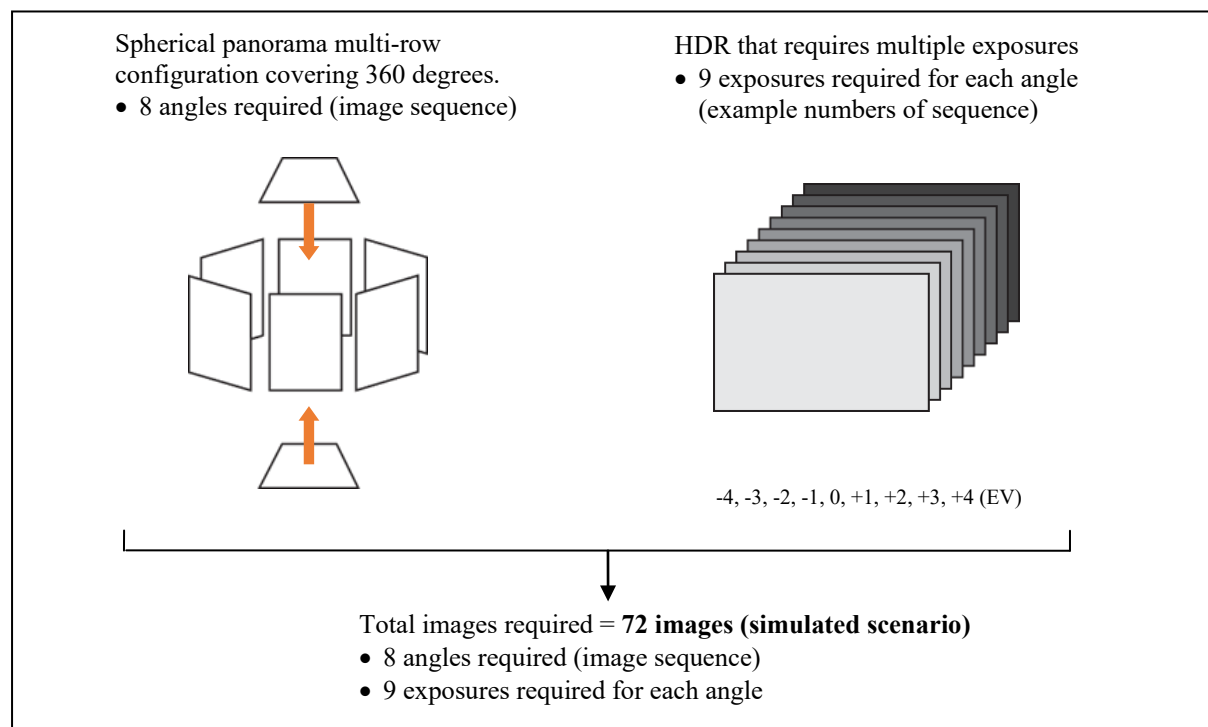 Spherical panorama multi-row
configuration covering 360 degrees.
• 8 angles required (image sequence)
HDR that requires multiple exposures
• 9 exposures required for each angle
(example numbers of sequence)
-4, -3, -2, -1, 0, +1, +2, +3, +4 (EV)
Total images required = 72 images (simulated scenario)
• 8 angles required (image sequence)
• 9 exposures required for each angle